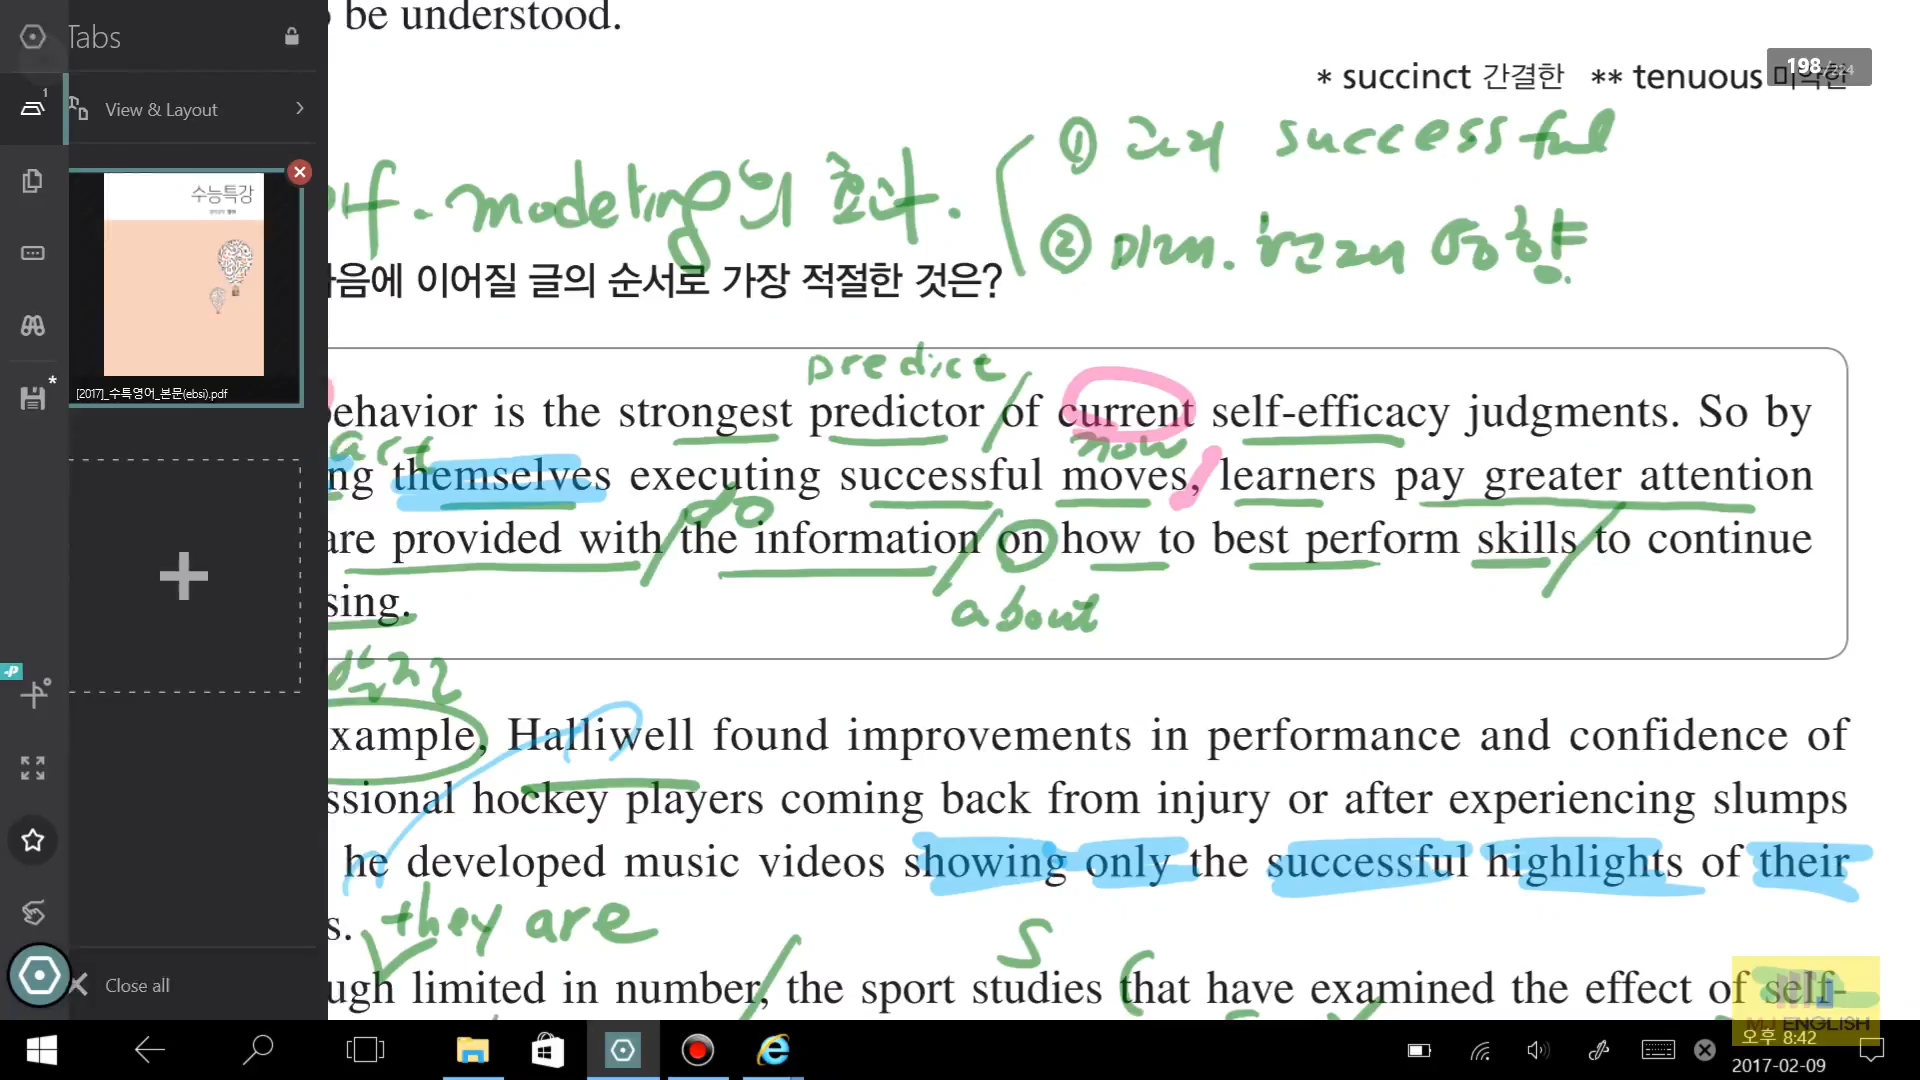 be understood.
Tabs
* succinct 간결한 ** tenuous
198
View & Layout
① 과거 successful
modeling의 효과.
② 미래. 현재 영향
수능특강
음에 이어질 글의 순서로 가장 적절한 것은?
predict
[2017]_수특영어_본문(ebsi).pdf
ehavior is the strongest predictor of current self-efficacy judgments. So by
now
ng themselves executing successful moves, learners pay greater attention
do
are provided with the information on how to best perform skills to continue
sing.
about
xample, Halliwell found improvements in performance and confidence of
ssional hockey players coming back from injury or after experiencing slumps
he developed music videos showing only the successful highlights of their
s.
they are
S
Close all
ugh limited in number, the sport studies that have examined the effect of self-
MJ ENGLISH
오후 8:42
2017-02-09